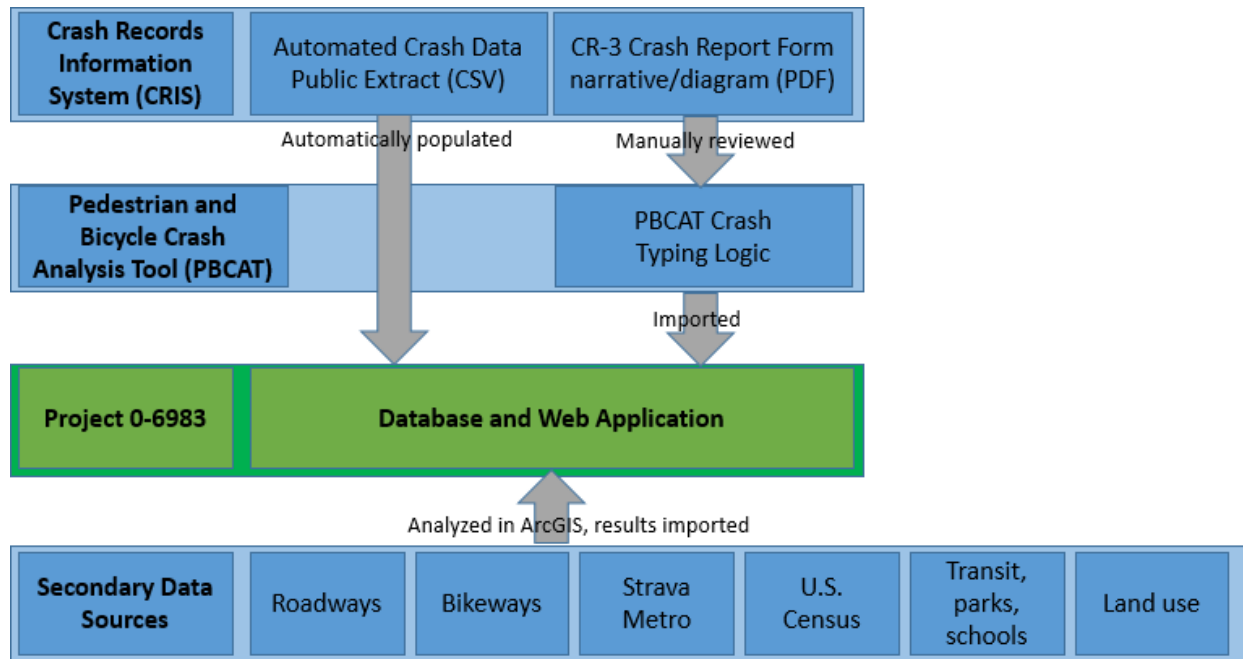 Crash Records
Information
System (CRIS)
Automated Crash Data
Public Extract (CSV)
CR-3 Crash Report Form
narrative/diagram (PDF)
Automatically populated
Manually reviewed
Pedestrian and
Bicycle Crash
Analysis Tool (PBCAT)
PBCAT Crash
Typing Logic
Imported
Project 0-6983
Database and Web Application
Analyzed in ArcGIS, results imported
Secondary Data
Sources
Roadways
Bikeways
Strava
Metro
U.S.
Census
Transit,
parks,
schools
Land use